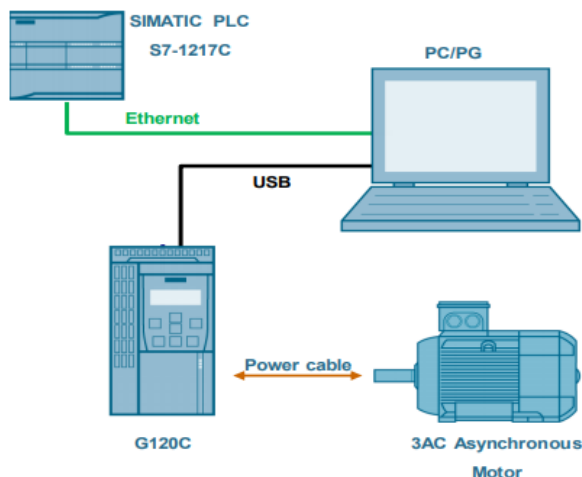 SIMATIC PLC
S7-1217C
PC/PG
Ethernet
USB
Power cable
G120C
3AC Asynchronous
Motor